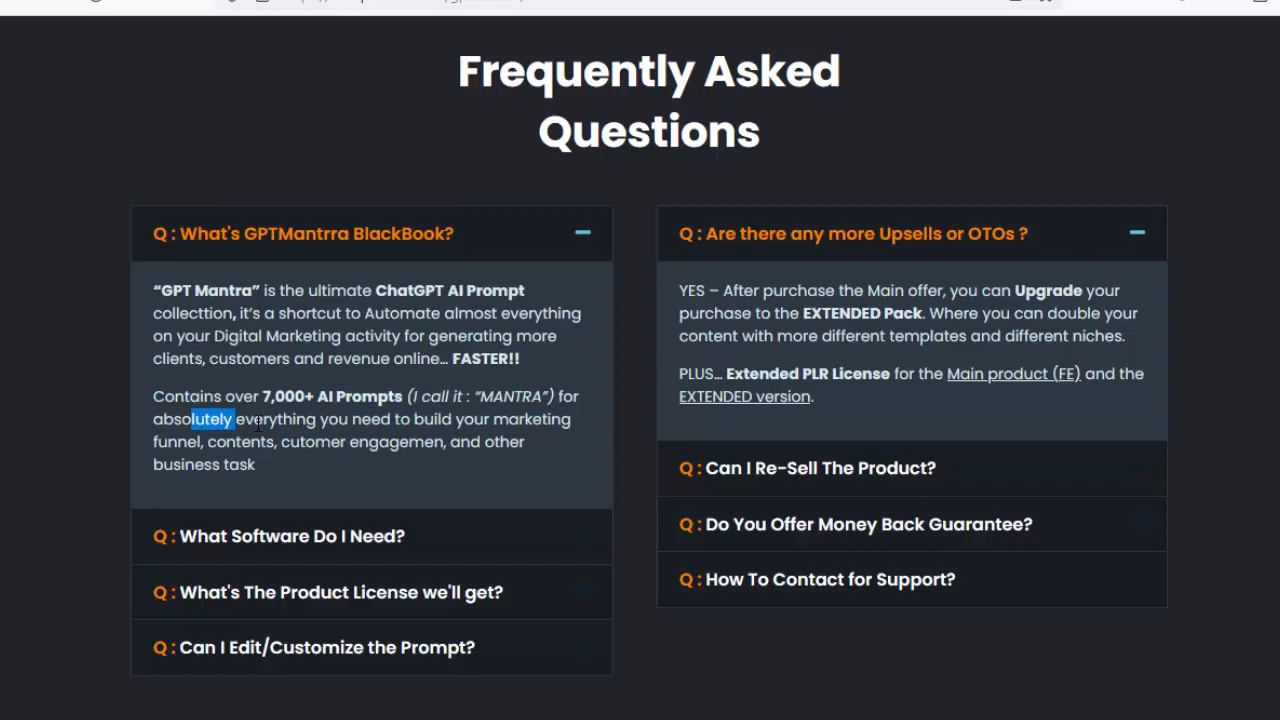 Frequently Asked
Questions
Q : What's GPTMantrra BlackBook?
“GPT Mantra” is the ultimate ChatGPT AI Prompt
collecttion, it's a shortcut to Automate almost everything
on your Digital Marketing activity for generating more
clients, customers and revenue online... FASTER!!
Contains over 7,000+ AI Prompts (I call it : “MANTRA”) for
absolutely everything you need to build your marketing
funnel, contents, cutomer engagemen, and other
business task
Q : What Software Do I Need?
Q : What's The Product License we'll get?
Q : Can I Edit/Customize the Prompt?
Q : Are there any more Upsells or OTOs ?
YES – After purchase the Main offer, you can Upgrade your
purchase to the EXTENDED Pack. Where you can double your
content with more different templates and different niches.
PLUS... Extended PLR License for the Main product (FE) and the
EXTENDED version.
Q : Can I Re-Sell The Product?
Q : Do You Offer Money Back Guarantee?
Q : How To Contact for Support?